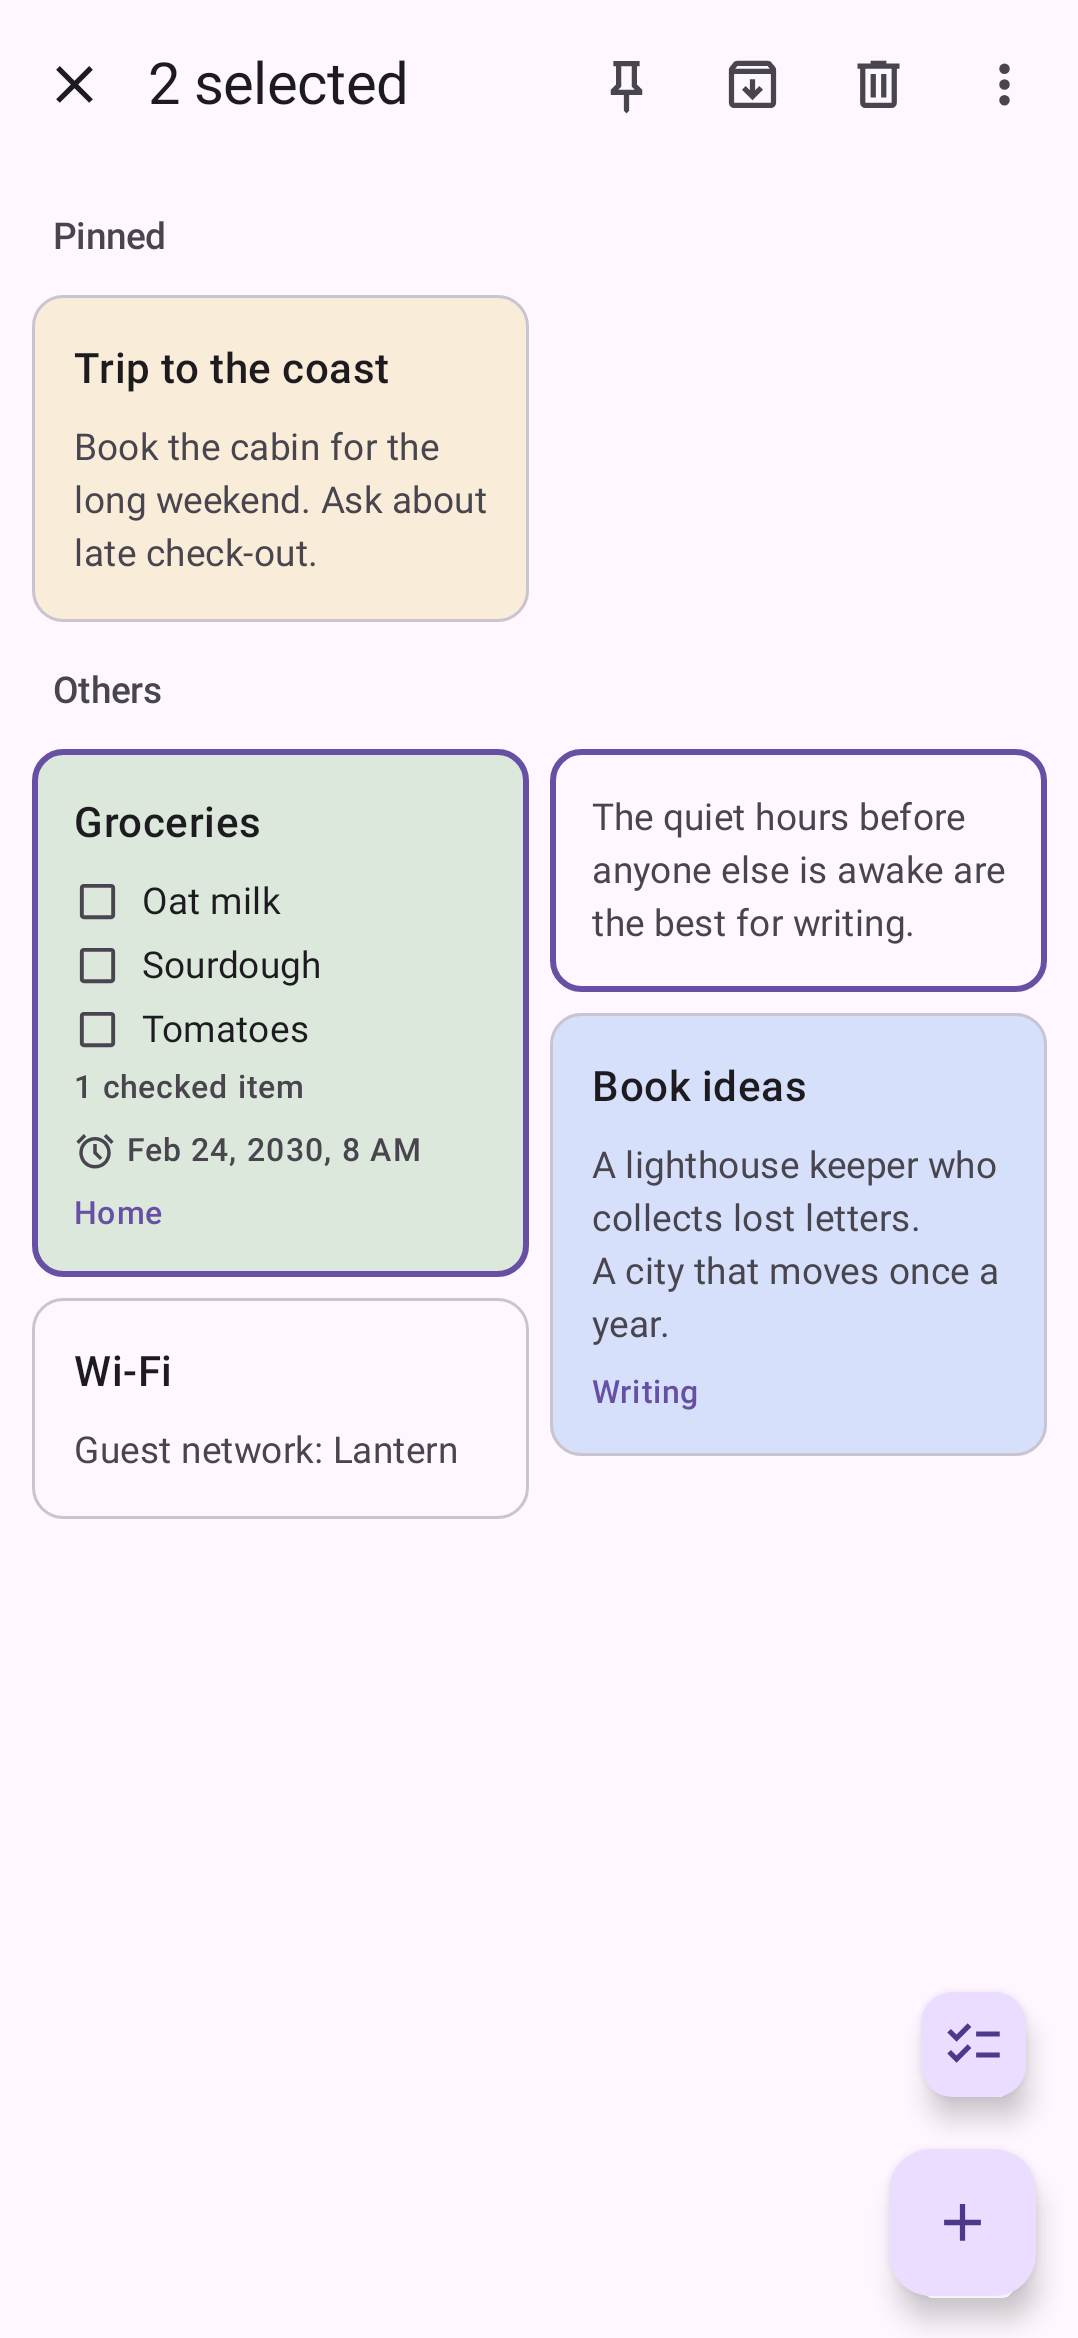 2 selected
Pinned
Trip to the coast
Book the cabin for the
long weekend. Ask about
late check-out.
Others
Groceries
Oat milk
Sourdough
Tomatoes
1 checked item
Feb 24, 2030, 8 AM
Home
The quiet hours before
anyone else is awake are
the best for writing.
Book ideas
A lighthouse keeper who
collects lost letters.
A city that moves once a
year.
Writing
Wi-Fi
Guest network: Lantern